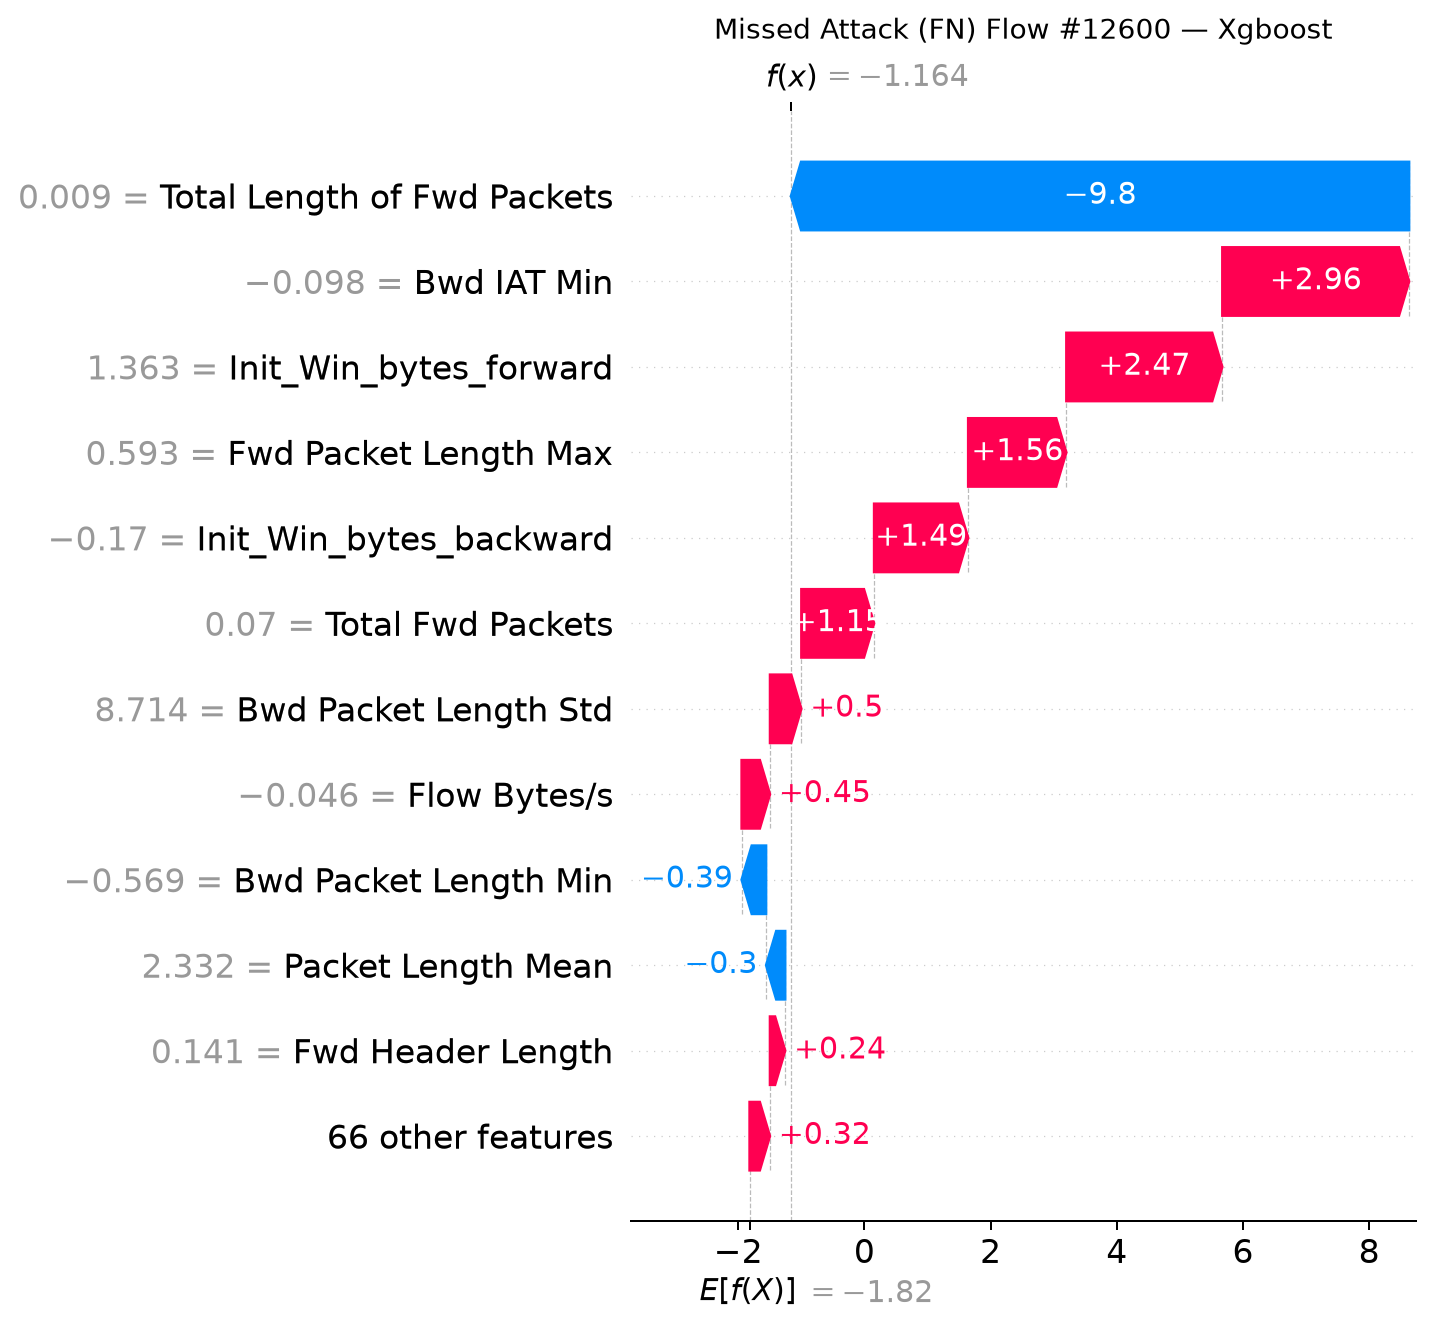 Missed Attack (FN) Flow #12600 — Xgboost
f(x) = −1.164
0.009 = Total Length of Fwd Packets −9.8
−0.098 = Bwd IAT Min +2.96
1.363 = Init_Win_bytes_forward +2.47
0.593 = Fwd Packet Length Max +1.56
−0.17 = Init_Win_bytes_backward +1.49
0.07 = Total Fwd Packets +1.15
8.714 = Bwd Packet Length Std +0.5
−0.046 = Flow Bytes/s +0.45
−0.569 = Bwd Packet Length Min −0.39
2.332 = Packet Length Mean −0.3
0.141 = Fwd Header Length +0.24
66 other features +0.32
−2 0 2 4 6 8
E[f(X)] = −1.82